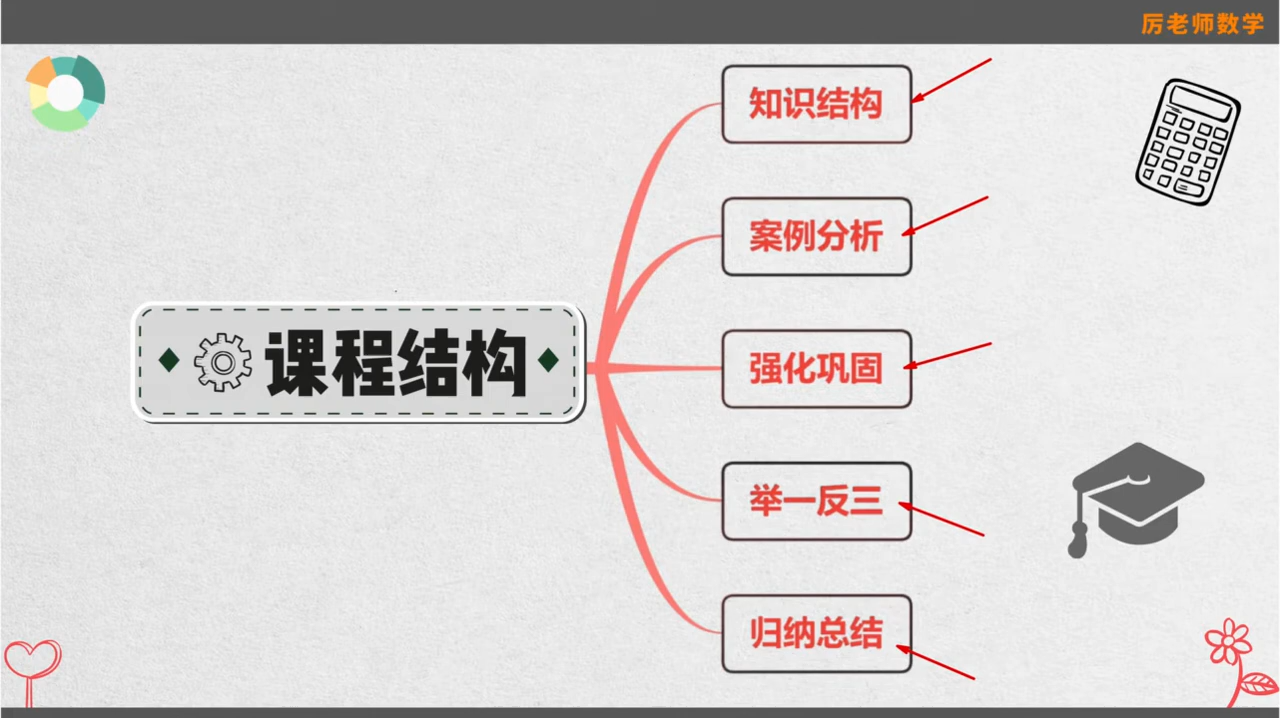 厉老师数学
课程结构
知识结构
案例分析
强化巩固
举一反三
归纳总结